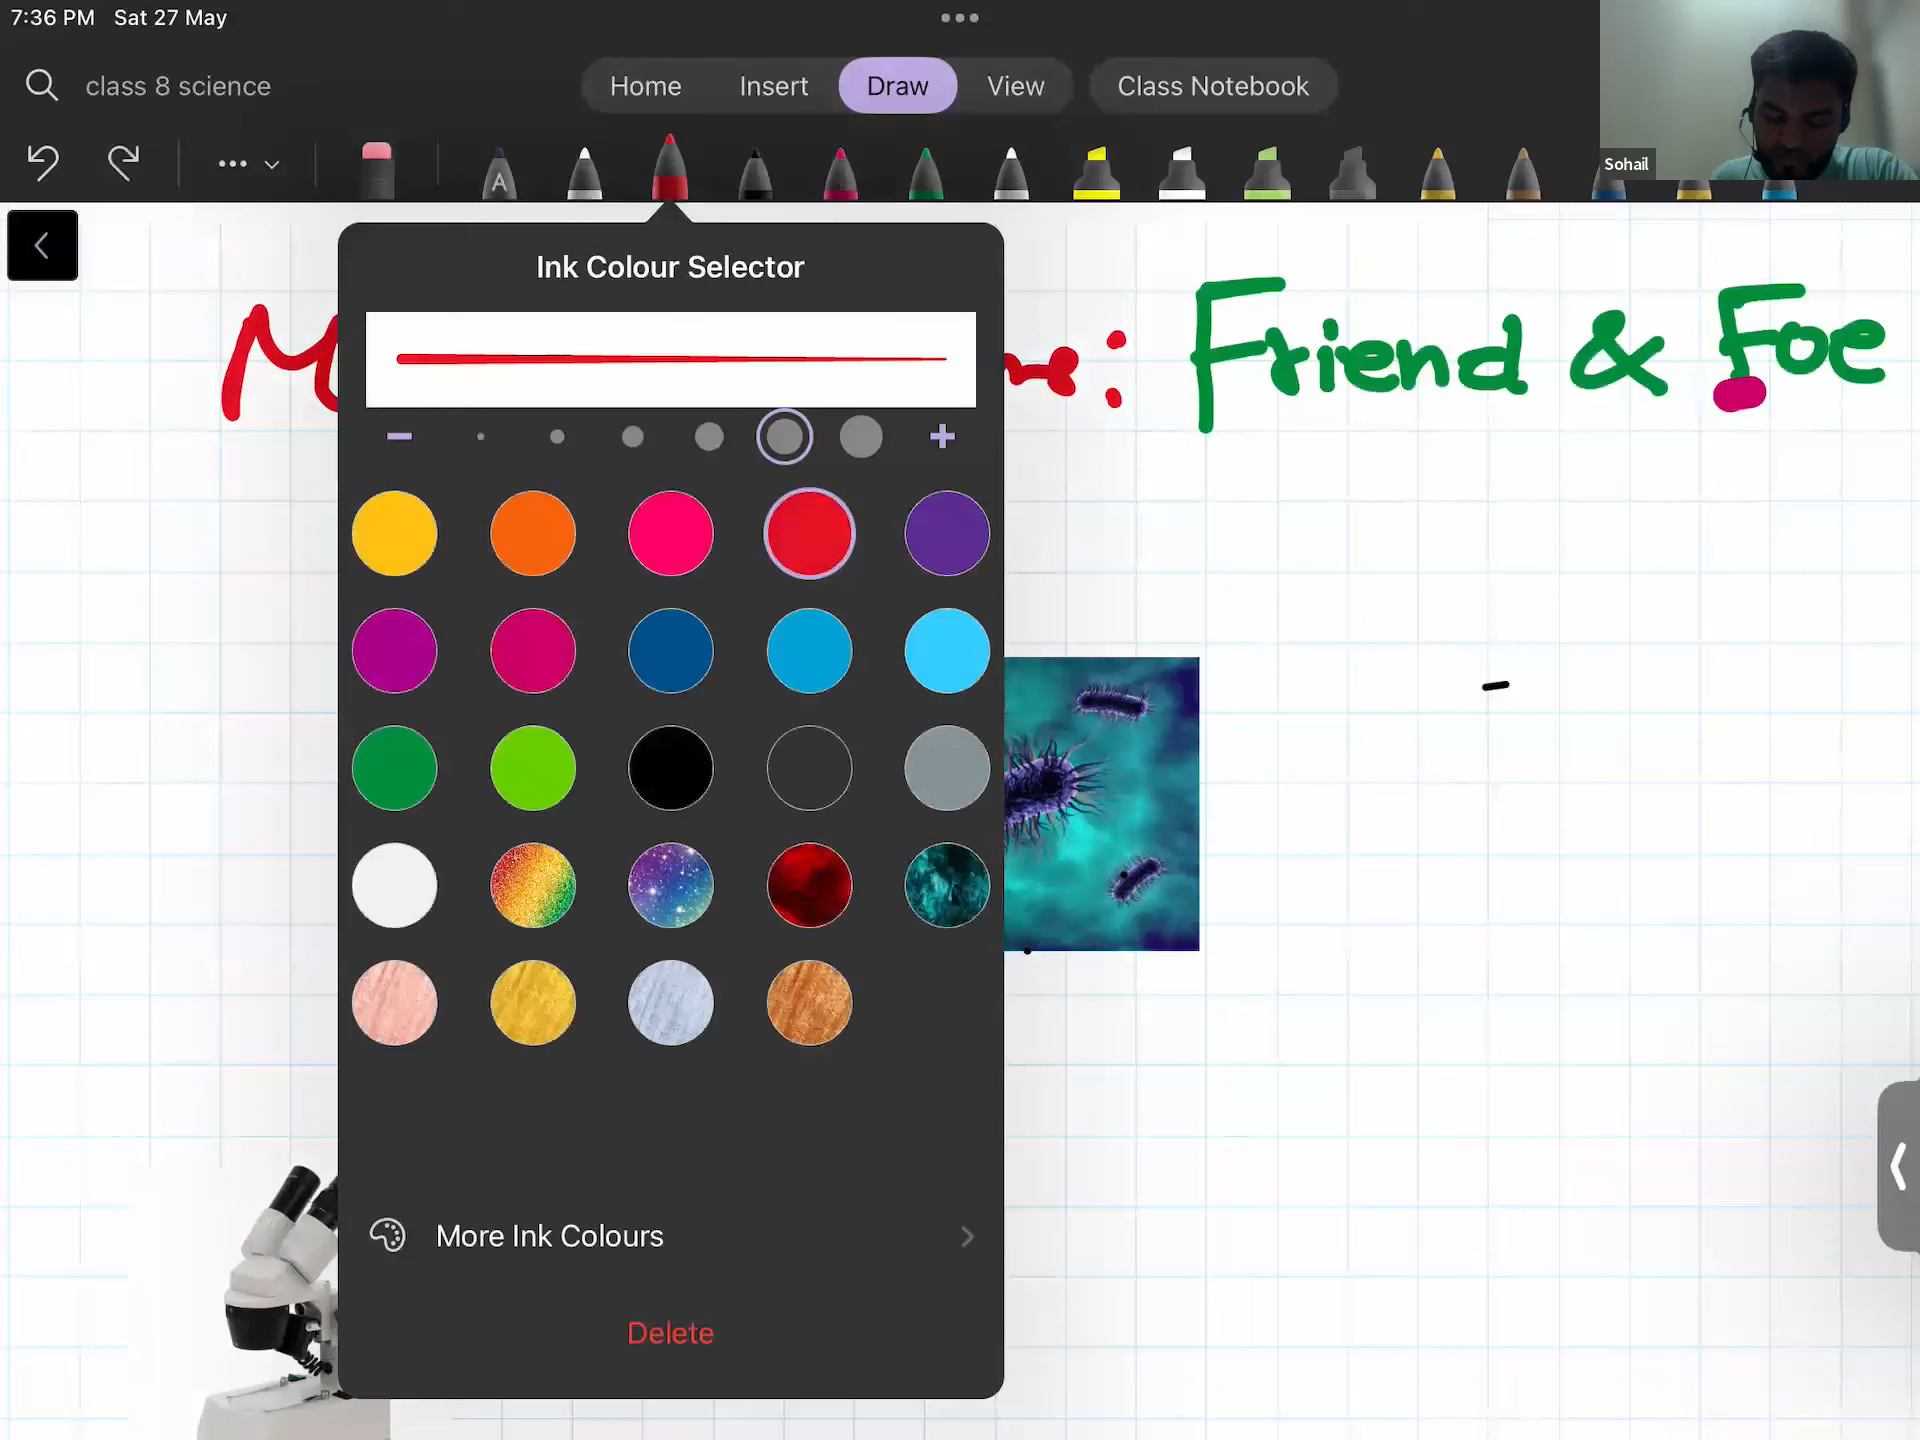 7:36 PM Sat 27 May
class 8 science
Home Insert Draw View Class Notebook
A
Sohail
Ink Colour Selector
: Friend & Foe
More Ink Colours
Delete